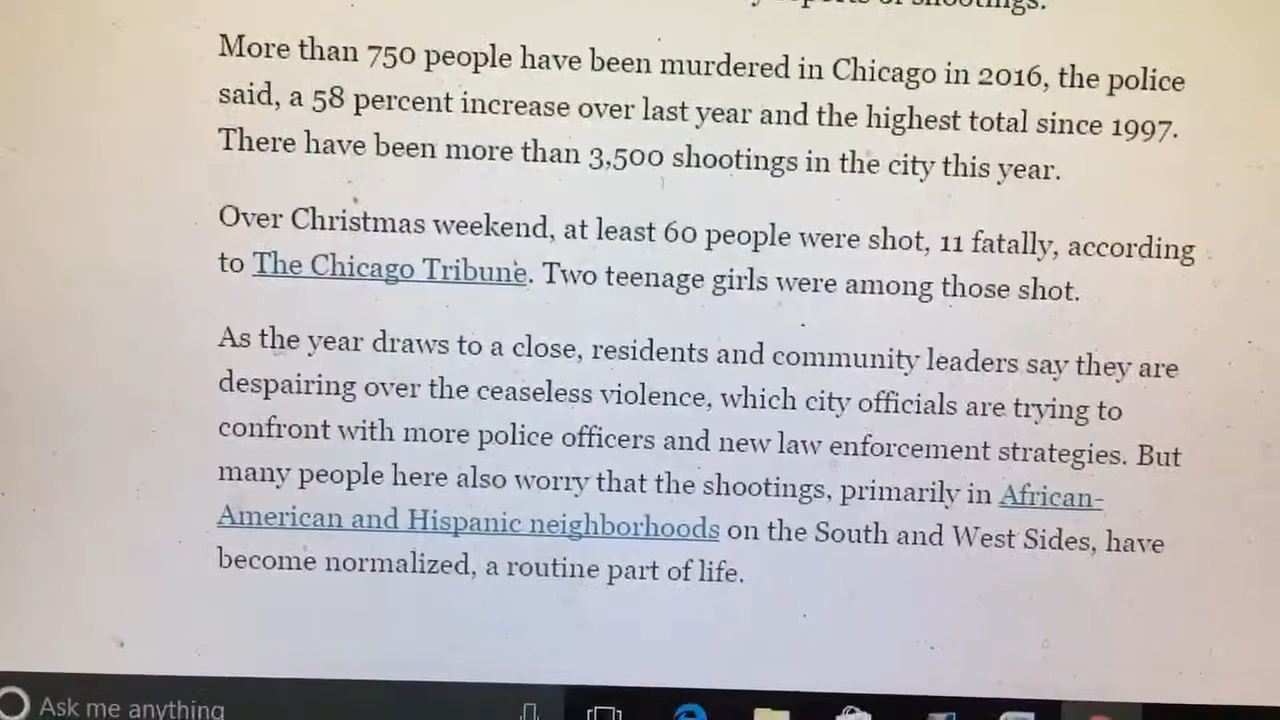 shootings.
More than 750 people have been murdered in Chicago in 2016, the police
said, a 58 percent increase over last year and the highest total since 1997.
There have been more than 3,500 shootings in the city this year.
Over Christmas weekend, at least 60 people were shot, 11 fatally, according
to The Chicago Tribune. Two teenage girls were among those shot.
As the year draws to a close, residents and community leaders say they are
despairing over the ceaseless violence, which city officials are trying to
confront with more police officers and new law enforcement strategies. But
many people here also worry that the shootings, primarily in African-
American and Hispanic neighborhoods on the South and West Sides, have
become normalized, a routine part of life.
Ask me anything